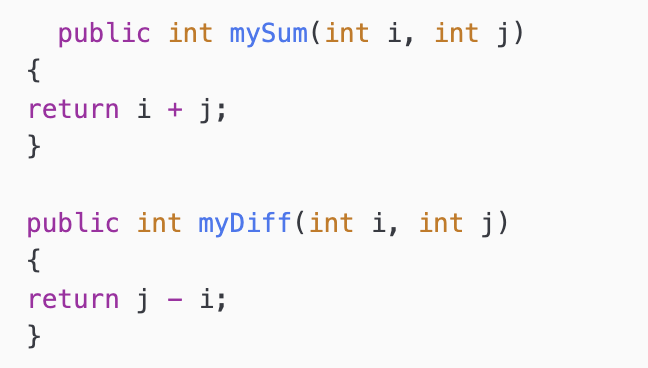 public int mySum(int i, int j)
{
return i + j;
}
public int myDiff(int i, int j)
{
return j - i;
}